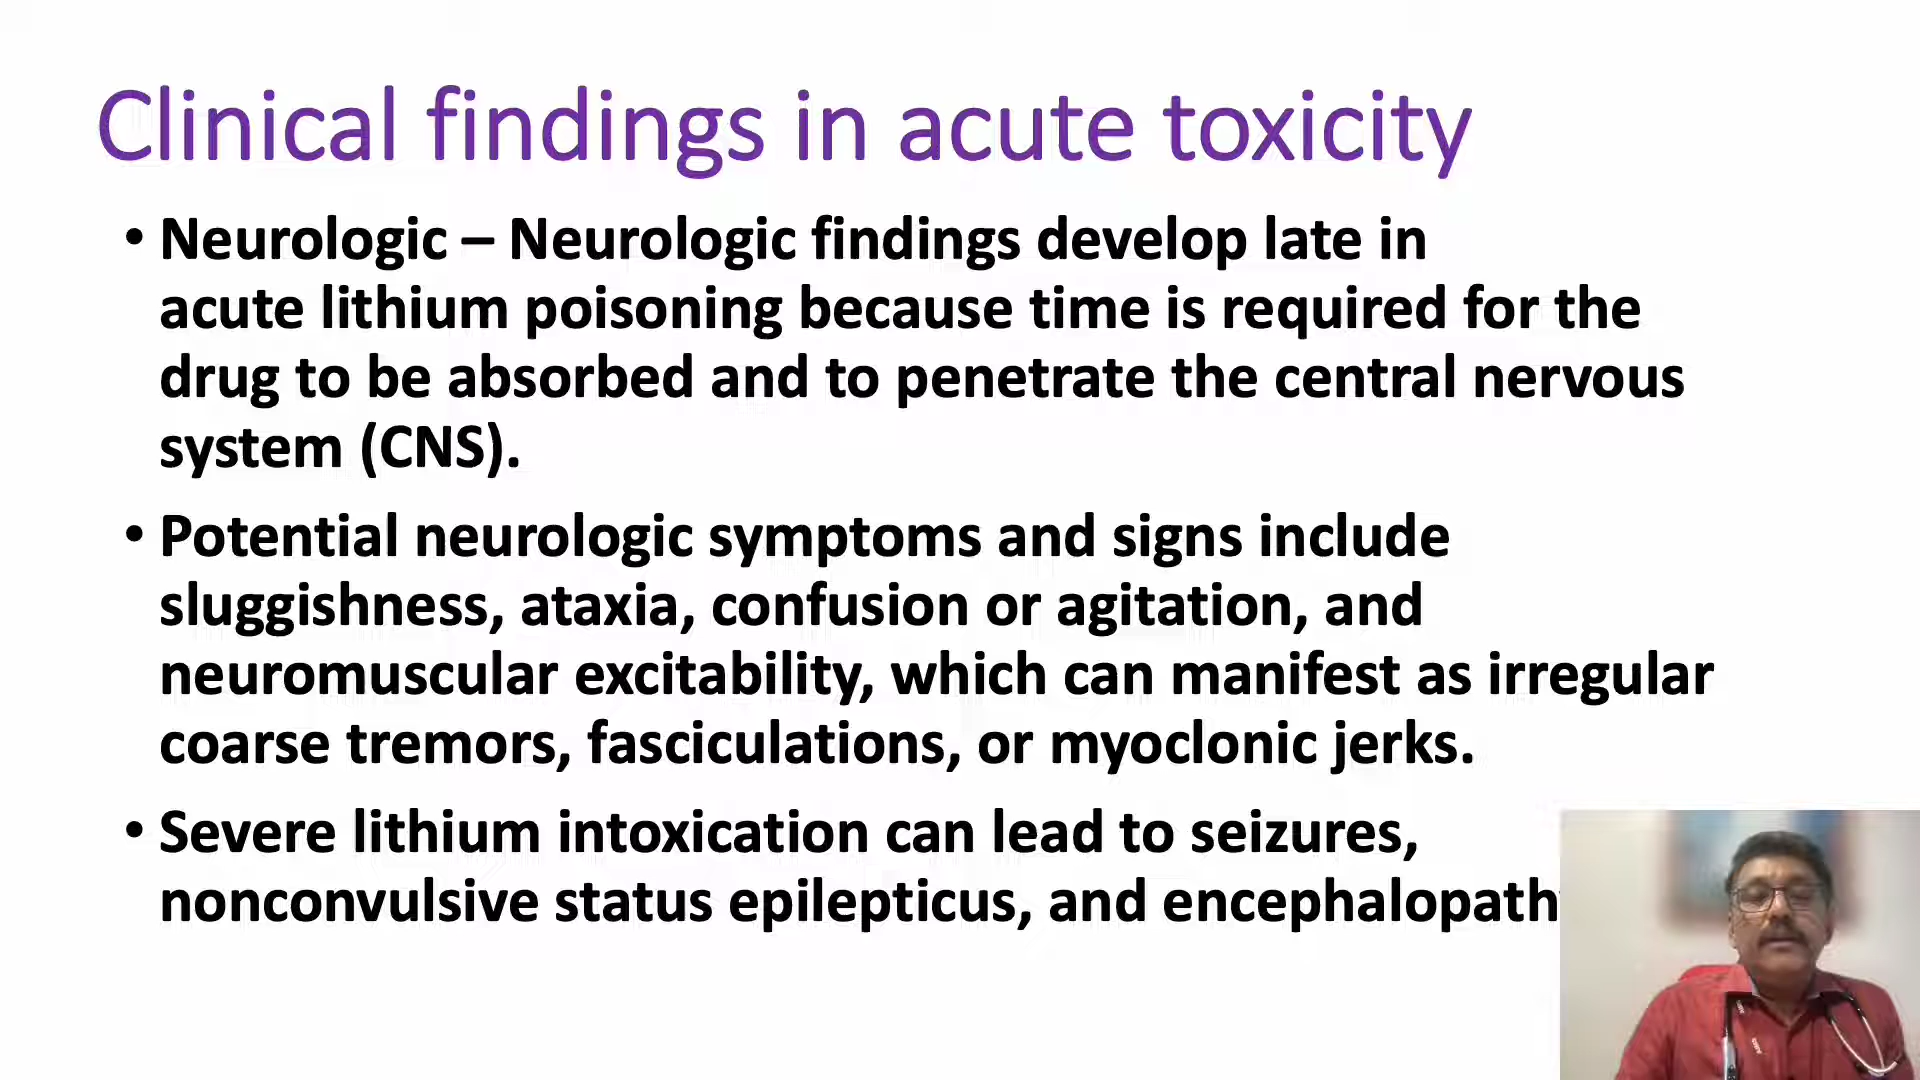 Clinical findings in acute toxicity
• Neurologic – Neurologic findings develop late in
acute lithium poisoning because time is required for the
drug to be absorbed and to penetrate the central nervous
system (CNS).
• Potential neurologic symptoms and signs include
sluggishness, ataxia, confusion or agitation, and
neuromuscular excitability, which can manifest as irregular
coarse tremors, fasciculations, or myoclonic jerks.
• Severe lithium intoxication can lead to seizures,
nonconvulsive status epilepticus, and encephalopathy